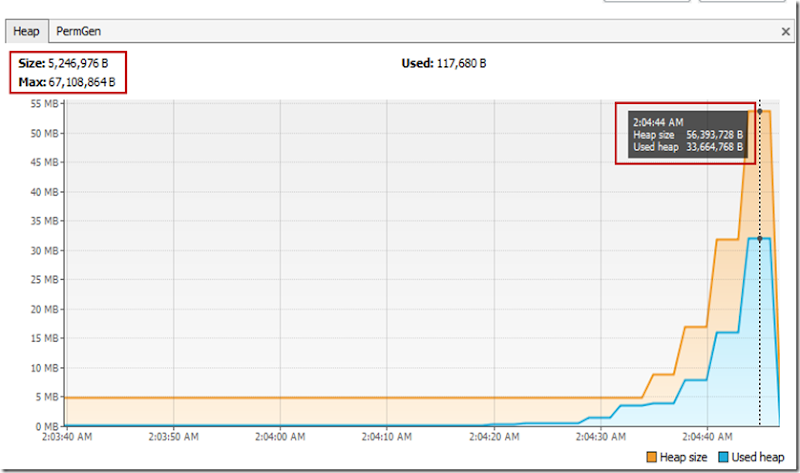 Heap PermGen
Size: 5,246,976 B
Used: 117,680 B
Max: 67,108,864 B
55 MB
50 MB
45 MB
40 MB
35 MB
30 MB
25 MB
20 MB
15 MB
10 MB
5 MB
0 MB
2:04:44 AM
Heap size 56,393,728 B
Used heap 33,664,768 B
2:03:40 AM 2:03:50 AM 2:04:00 AM 2:04:10 AM 2:04:20 AM 2:04:30 AM 2:04:40 AM
Heap size Used heap